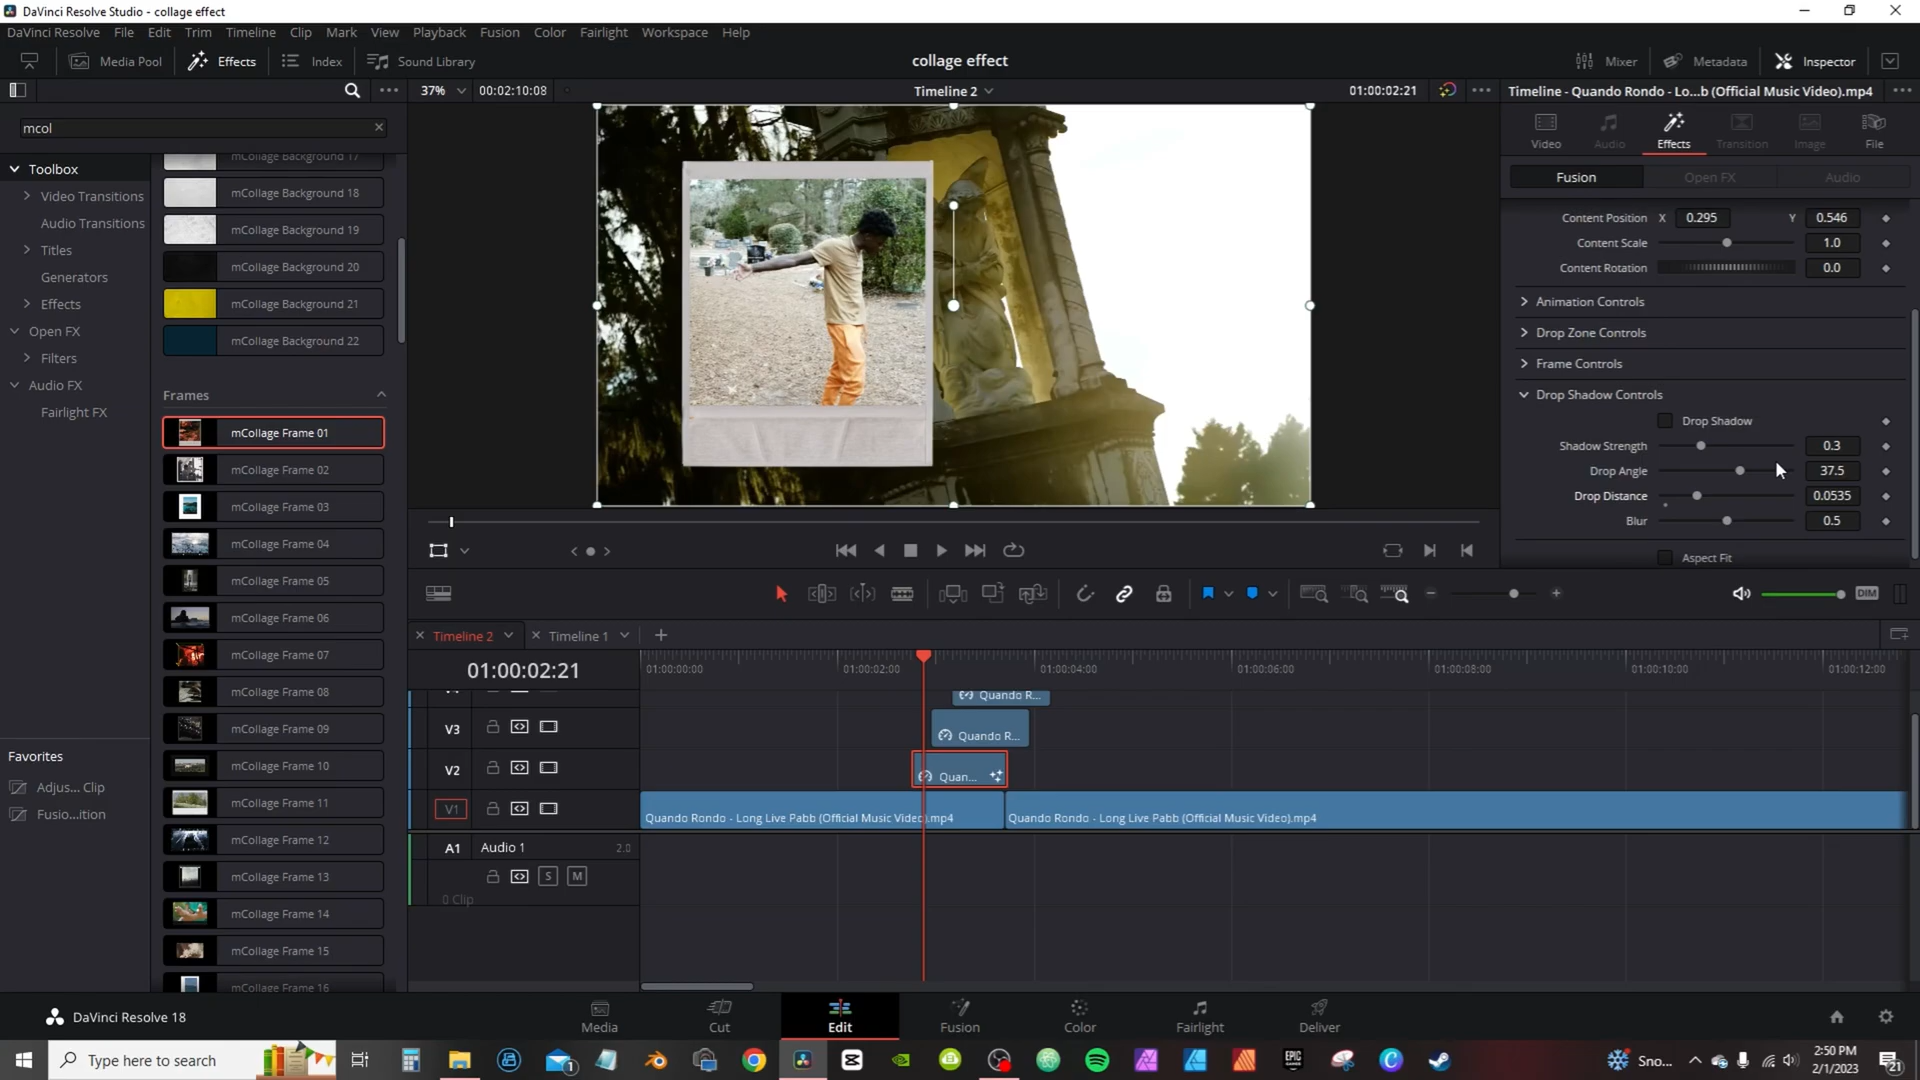 DaVinci Resolve Studio - collage effect
DaVinci Resolve File Edit Trim Timeline Clip Mark View Playback Fusion Color Fairlight Workspace Help
Media Pool Effects Index Sound Library collage effect Mixer Metadata Inspector
37% 00:02:10:08 Timeline 2 01:00:02:21 Timeline - Quando Rondo - Lo...b (Official Music Video).mp4
mcol
Video Audio Effects Transition Image File
Fusion Open FX Audio
Toolbox
Video Transitions
Audio Transitions
Titles
Generators
Effects
Open FX
Filters
Audio FX
Fairlight FX
Favorites
Adjus... Clip
Fusio...ition
mCollage Background 17
mCollage Background 18
mCollage Background 19
mCollage Background 20
mCollage Background 21
mCollage Background 22
Frames
mCollage Frame 01
mCollage Frame 02
mCollage Frame 03
mCollage Frame 04
mCollage Frame 05
mCollage Frame 06
mCollage Frame 07
mCollage Frame 08
mCollage Frame 09
mCollage Frame 10
mCollage Frame 11
mCollage Frame 12
mCollage Frame 13
mCollage Frame 14
mCollage Frame 15
mCollage Frame 16
Content Position X 0.295 Y 0.546
Content Scale 1.0
Content Rotation 0.0
Animation Controls
Drop Zone Controls
Frame Controls
Drop Shadow Controls
Drop Shadow
Shadow Strength 0.3
Drop Angle 37.5
Drop Distance 0.0535
Blur 0.5
Aspect Fit
DIM
Timeline 2 Timeline 1
01:00:02:21 01:00:00:00 01:00:02:00 01:00:04:00 01:00:06:00 01:00:08:00 01:00:10:00 01:00:12:00
Quando R...
V3 Quando R...
V2 Quan...
V1 Quando Rondo - Long Live Pabb (Official Music Video).mp4 Quando Rondo - Long Live Pabb (Official Music Video).mp4
A1 Audio 1 2.0
S M
0 Clip
DaVinci Resolve 18
Media Cut Edit Fusion Color Fairlight Deliver
Type here to search
1
EPIC GAMES
Sno...
2:50 PM
2/1/2023
21